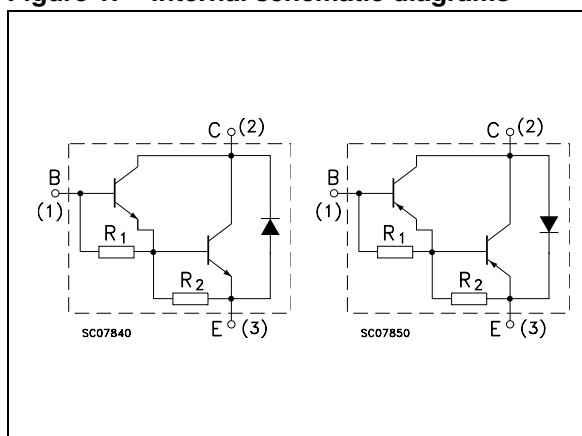 Figure 1. Internal schematic diagrams
C (2)
B
(1)
R1
R2
E (3)
SC07840
C (2)
B
(1)
R1
R2
E (3)
SC07850